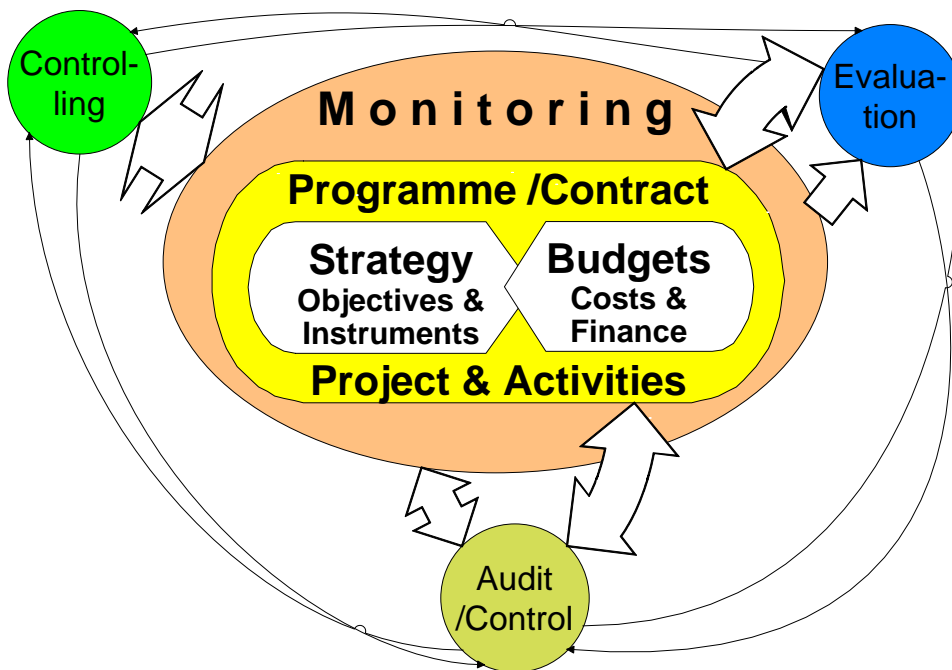 Control-
ling
Evalua-
tion
M o n i t o r i n g
Programme /Contract
Strategy
Objectives &
Instruments
Budgets
Costs &
Finance
Project & Activities
Audit
/Control